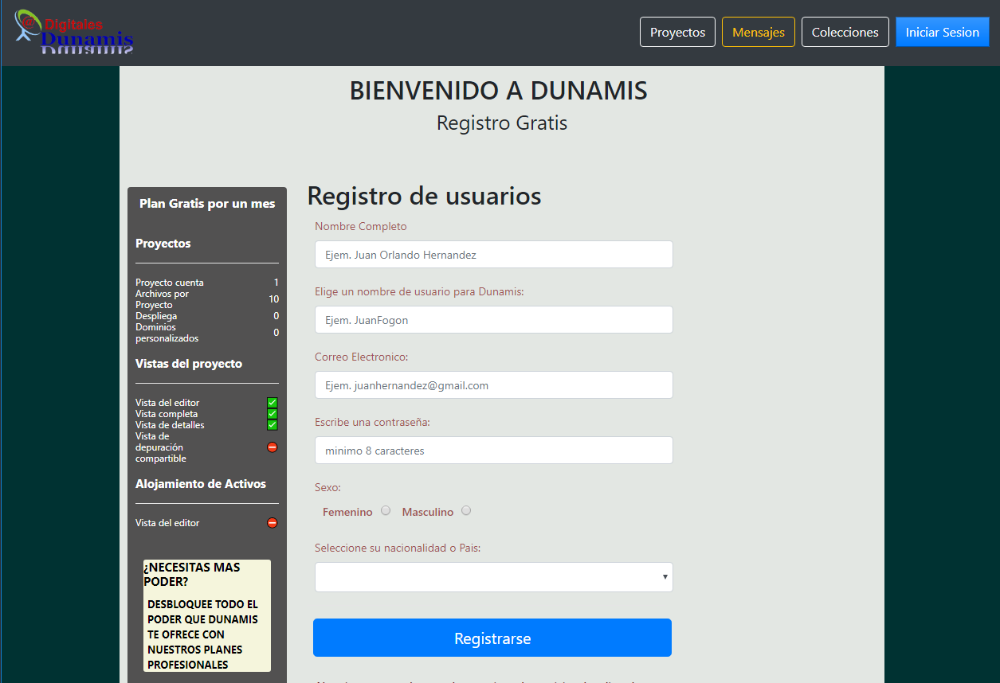 Digitales
Dunamis
Proyectos
Mensajes
Colecciones
Iniciar Sesion
BIENVENIDO A DUNAMIS
Registro Gratis
Plan Gratis por un mes
Proyectos
Proyecto cuenta 1
Archivos por
Proyecto 10
Despliega 0
Dominios
personalizados 0
Vistas del proyecto
Vista del editor
Vista completa
Vista de detalles
Vista de
depuración
compartible
Alojamiento de Activos
Vista del editor
¿NECESITAS MAS
PODER?
DESBLOQUEE TODO EL
PODER QUE DUNAMIS
TE OFRECE CON
NUESTROS PLANES
PROFESIONALES
Registro de usuarios
Nombre Completo
Ejem. Juan Orlando Hernandez
Elige un nombre de usuario para Dunamis:
Ejem. JuanFogon
Correo Electronico:
Ejem. juanhernandez@gmail.com
Escribe una contraseña:
minimo 8 caracteres
Sexo:
Femenino Masculino
Seleccione su nacionalidad o Pais:
Registrarse